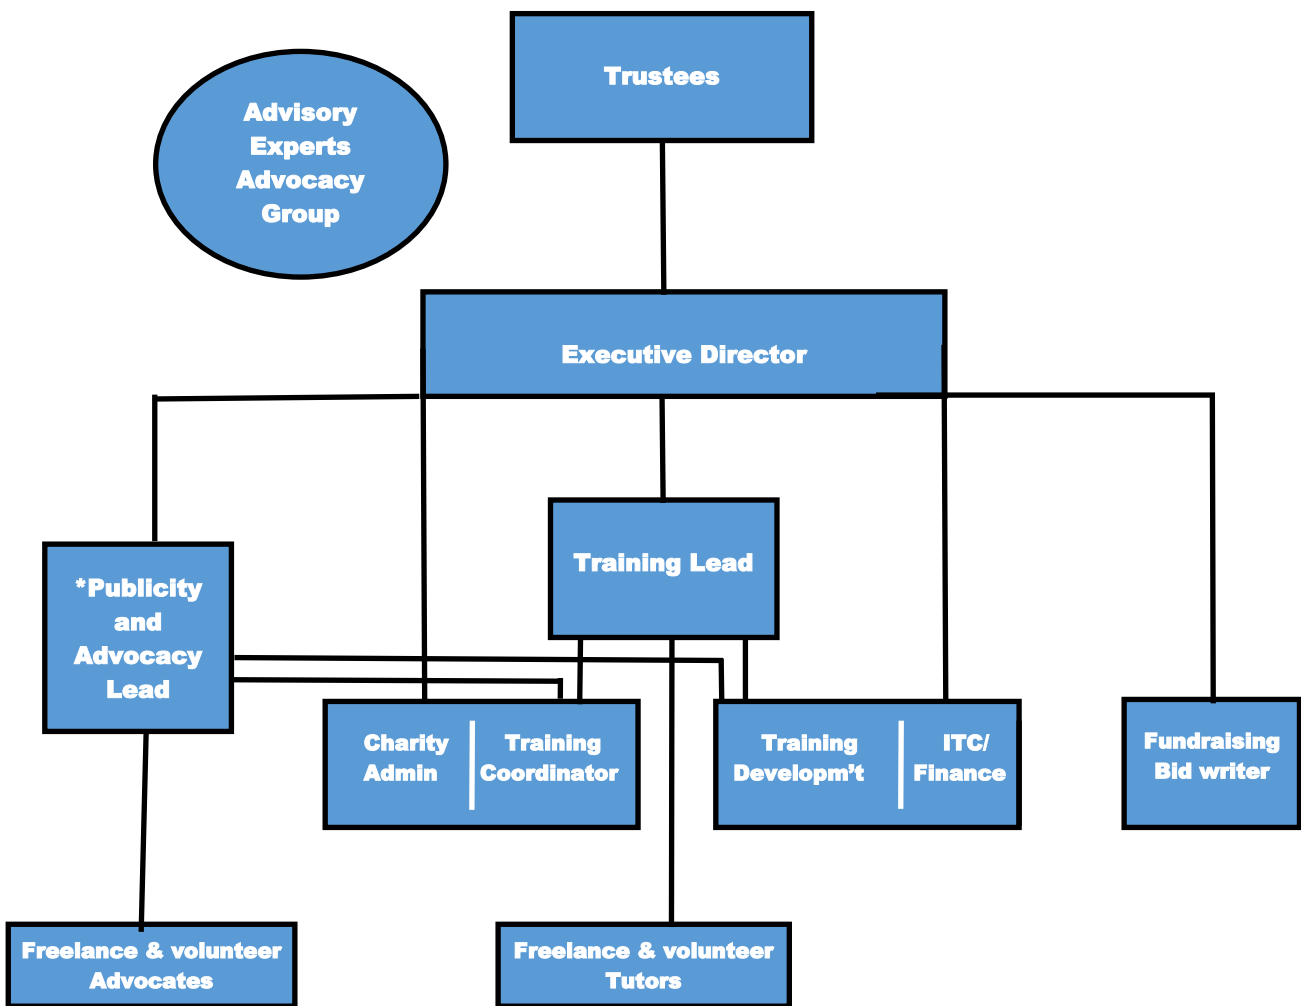 Trustees
Advisory
Experts
Advocacy
Group
Executive Director
Training Lead
*Publicity
and
Advocacy
Lead
Charity
Admin
Training
Coordinator
Training
Developm’t
ITC/
Finance
Fundraising
Bid writer
Freelance & volunteer
Advocates
Freelance & volunteer
Tutors